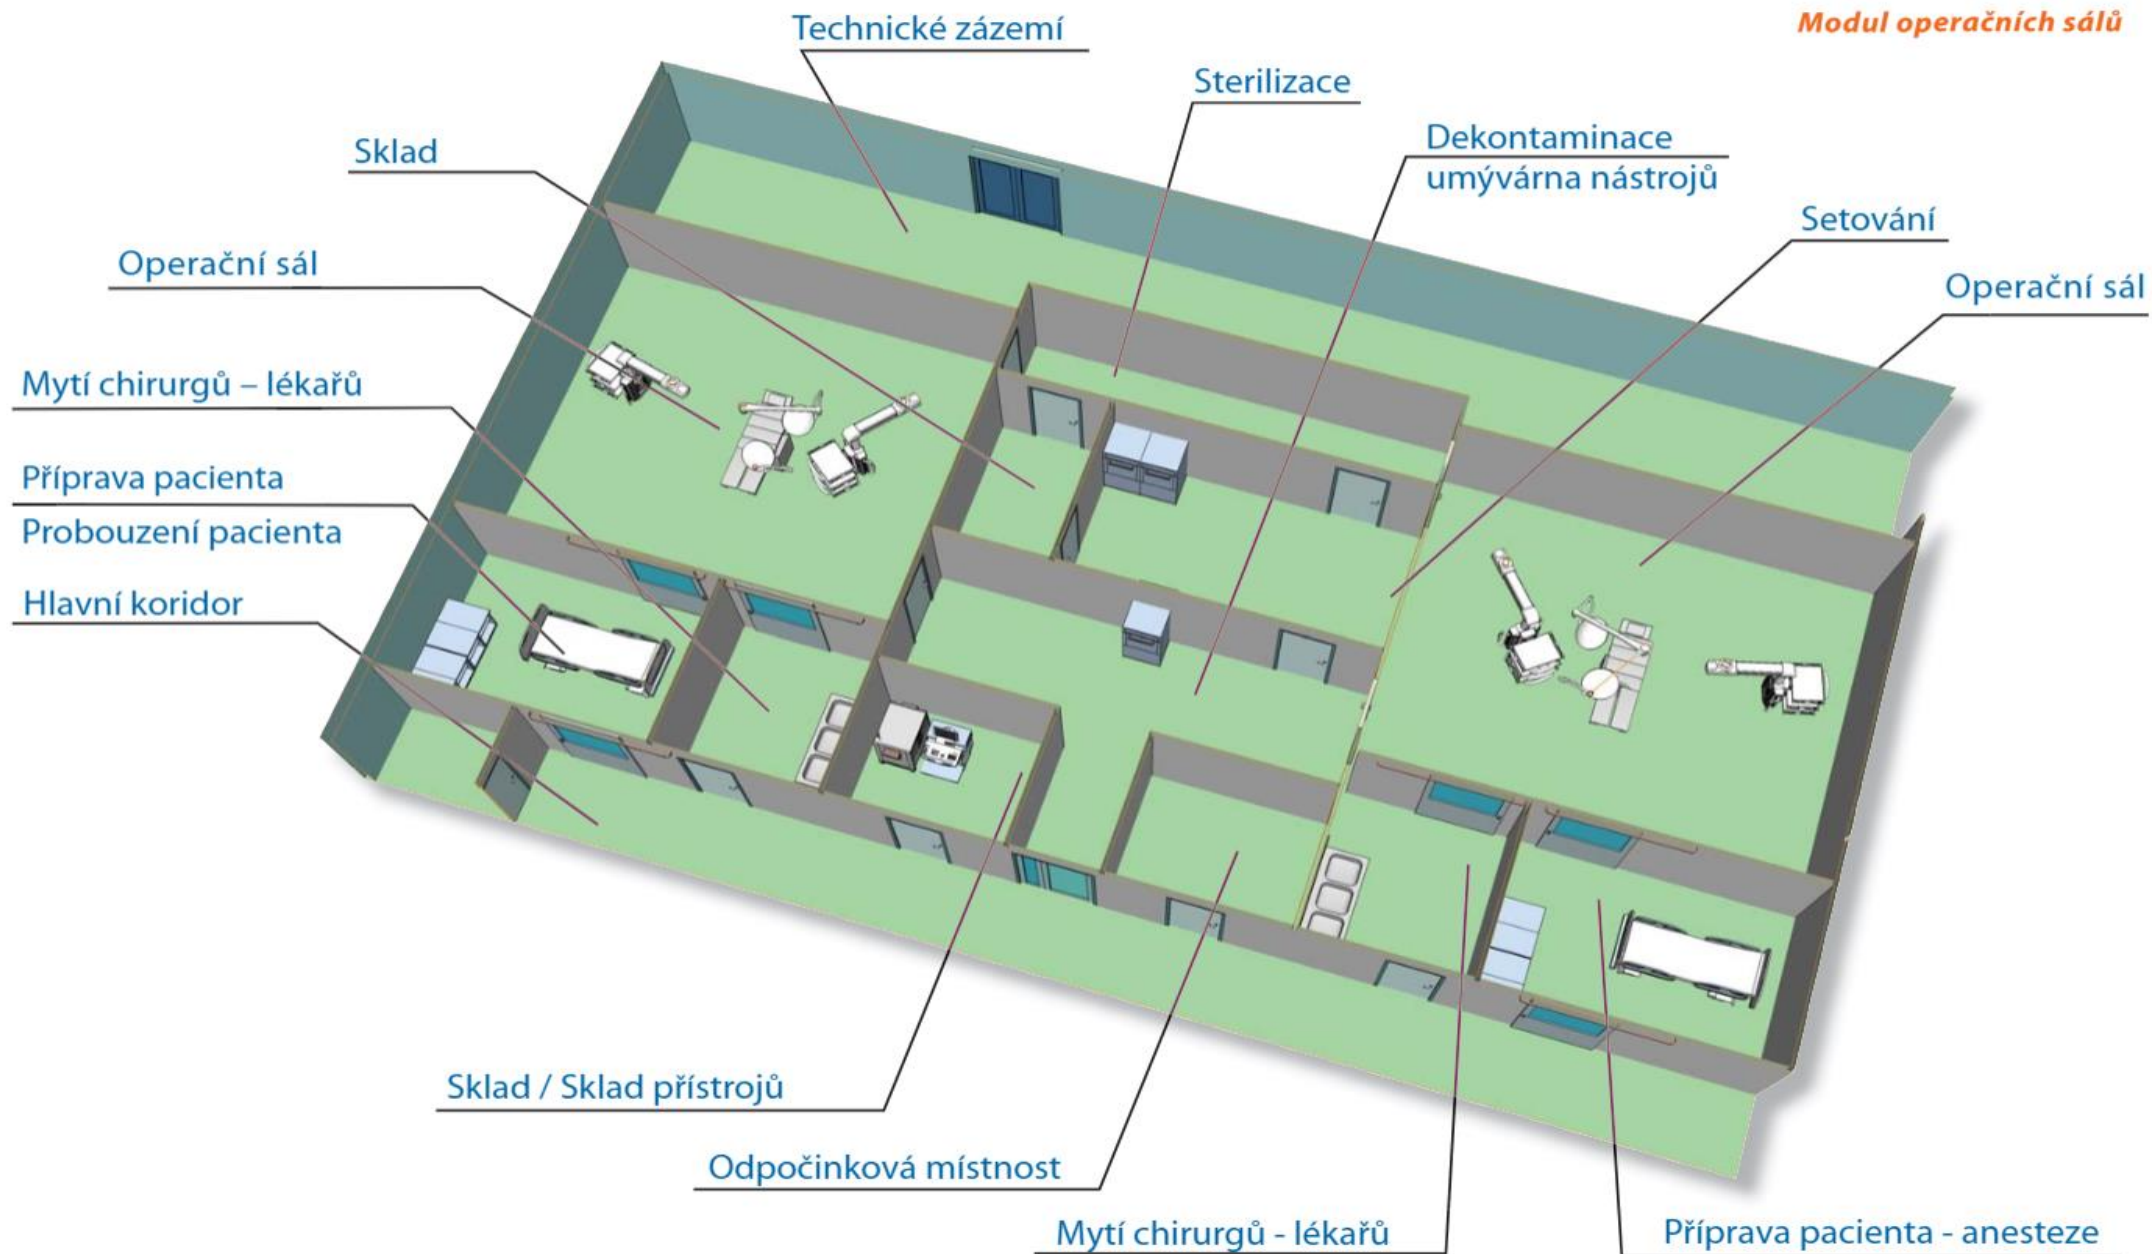 Modul operačních sálů
Technické zázemí
Sterilizace
Dekontaminace
umývárna nástrojů
Sklad
Setování
Operační sál
Operační sál
Mytí chirurgů – lékařů
Příprava pacienta
Probouzení pacienta
Hlavní koridor
Sklad / Sklad přístrojů
Odpočinková místnost
Mytí chirurgů - lékařů
Příprava pacienta - anesteze